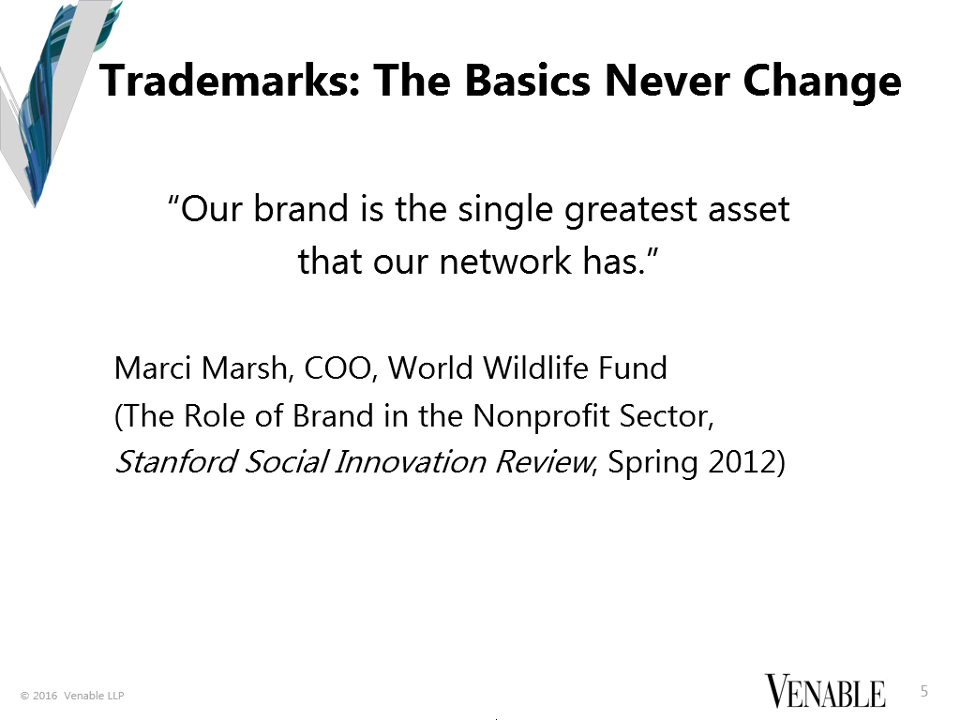 Trademarks: The Basics Never Change
“Our brand is the single greatest asset
that our network has.”
Marci Marsh, COO, World Wildlife Fund
(The Role of Brand in the Nonprofit Sector,
Stanford Social Innovation Review, Spring 2012)
© 2016 Venable LLP
VENABLE
5